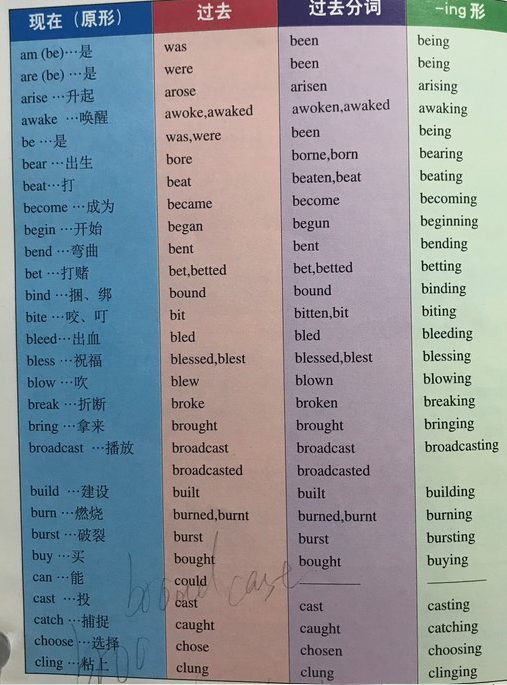 现在（原形） 过去 过去分词 -ing 形
am (be)…是 was been being
are (be) …是 were been being
arise …升起 arose arisen arising
awake …唤醒 awoke,awaked awoken,awaked awaking
be …是 was,were been being
bear …出生 bore borne,born bearing
beat…打 beat beaten,beat beating
become …成为 became become becoming
begin …开始 began begun beginning
bend …弯曲 bent bent bending
bet …打赌 bet,betted bet,betted betting
bind …捆、绑 bound bound binding
bite …咬、叮 bit bitten,bit biting
bleed…出血 bled bled bleeding
bless …祝福 blessed,blest blessed,blest blessing
blow …吹 blew blown blowing
break …折断 broke broken breaking
bring …拿来 brought brought bringing
broadcast …播放 broadcast broadcast broadcasting
broadcasted broadcasted
build …建设 built built building
burn …燃烧 burned,burnt burned,burnt burning
burst …破裂 burst burst bursting
buy …买 bought bought buying
can …能 could
cast …投 cast cast casting
catch …捕捉 caught caught catching
choose …选择 chose chosen choosing
cling …粘上 clung clung clinging